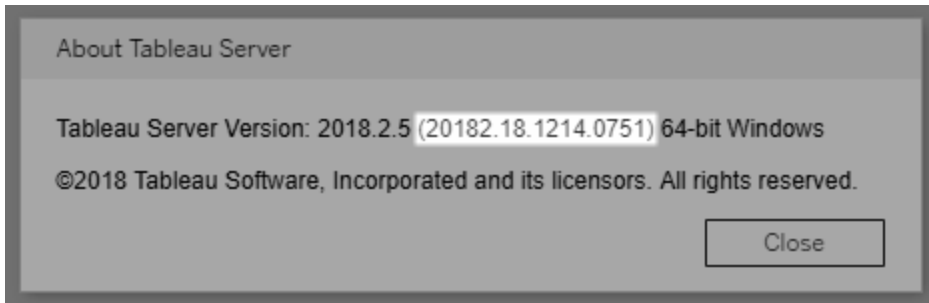 About Tableau Server
Tableau Server Version: 2018.2.5 (20182.18.1214.0751) 64-bit Windows
©2018 Tableau Software, Incorporated and its licensors. All rights reserved.
Close